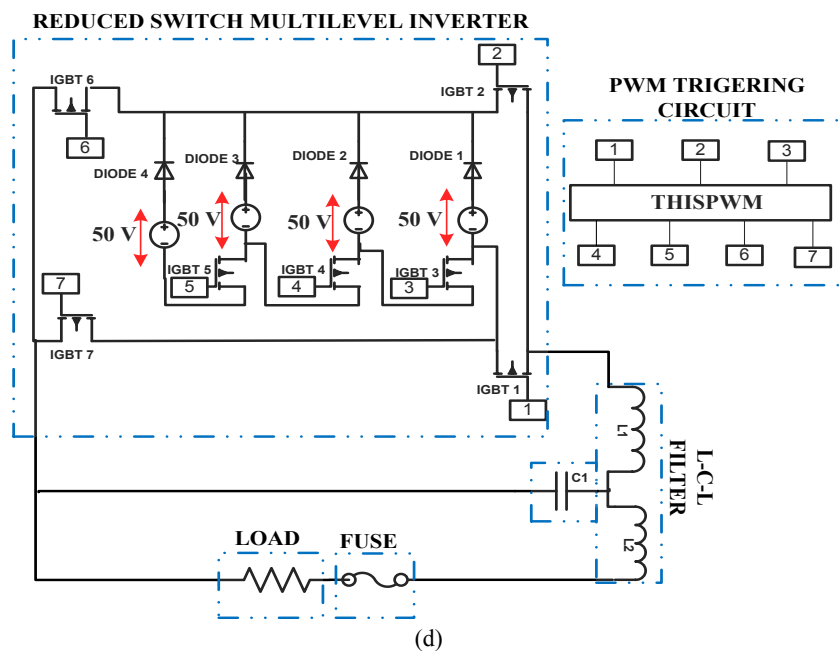 REDUCED SWITCH MULTILEVEL INVERTER
IGBT 6
6
2
IGBT 2
DIODE 4
DIODE 3
DIODE 2
DIODE 1
50 V
50 V
50 V
50 V
IGBT 5
5
IGBT 4
4
IGBT 3
3
7
IGBT 7
IGBT 1
1
PWM TRIGERING
CIRCUIT
1
2
3
THISPWM
4
5
6
7
L1
L2
L-C-L
FILTER
C1
LOAD
FUSE
(d)